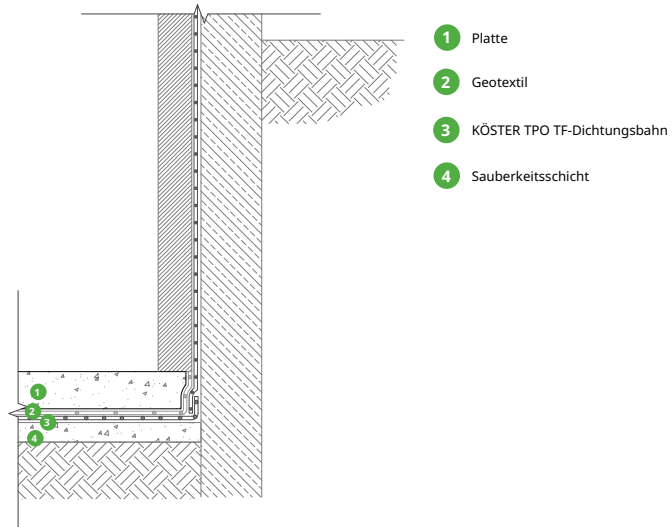 1 Platte
2 Geotextil
3 KÖSTER TPO TF-Dichtungsbahn
4 Sauberkeitsschicht
1
2
3
4